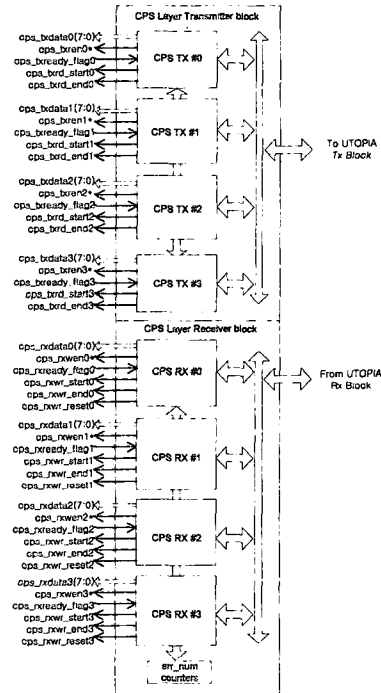 CPS Layer Transmitter block
cps_txdata0(7:0)
cps_txren0*
cps_txready_flag0
cps_txrd_start0
cps_txrd_end0
CPS TX #0
cps_txdata1(7:0)
cps_txren1*
cps_txready_flag1
cps_txrd_start1
cps_txrd_end1
CPS TX #1
To UTOPIA
Tx Block
cps_txdata2(7:0)
cps_txren2*
cps_txready_flag2
cps_txrd_start2
cps_txrd_end2
CPS TX #2
cps_txdata3(7:0)
cps_txren3*
cps_txready_flag3
cps_txrd_start3
cps_txrd_end3
CPS TX #3
CPS Layer Receiver block
cps_rxdata0(7:0)
cps_rxwen0*
cps_rxready_flag0
cps_rxwr_start0
cps_rxwr_end0
cps_rxwr_reset0
CPS RX #0
From UTOPIA
Rx Block
cps_rxdata1(7:0)
cps_rxwen1*
cps_rxready_flag1
cps_rxwr_start1
cps_rxwr_end1
cps_rxwr_reset1
CPS RX #1
cps_rxdata2(7:0)
cps_rxwen2*
cps_rxready_flag2
cps_rxwr_start2
cps_rxwr_end2
cps_rxwr_reset2
CPS RX #2
cps_rxdata3(7:0)
cps_rxwen3*
cps_rxready_flag3
cps_rxwr_start3
cps_rxwr_end3
cps_rxwr_reset3
CPS RX #3
err_num
counters